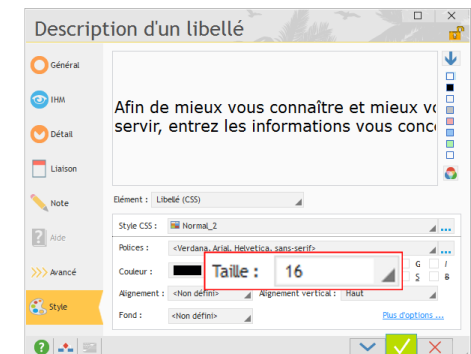 Description d'un libellé
Général
IHM
Détail
Liaison
Note
Aide
Avancé
Style
Afin de mieux vous connaître et mieux vo
servir, entrez les informations vous conc
Elément : Libellé (CSS)
Style CSS : Normal_2
Polices : <Verdana, Arial, Helvetica, sans-serif>
Couleur : Taille : 16 G I
S B
Alignement : <Non défini> Alignement vertical : Haut
Fond : <Non défini> Plus d'options ...